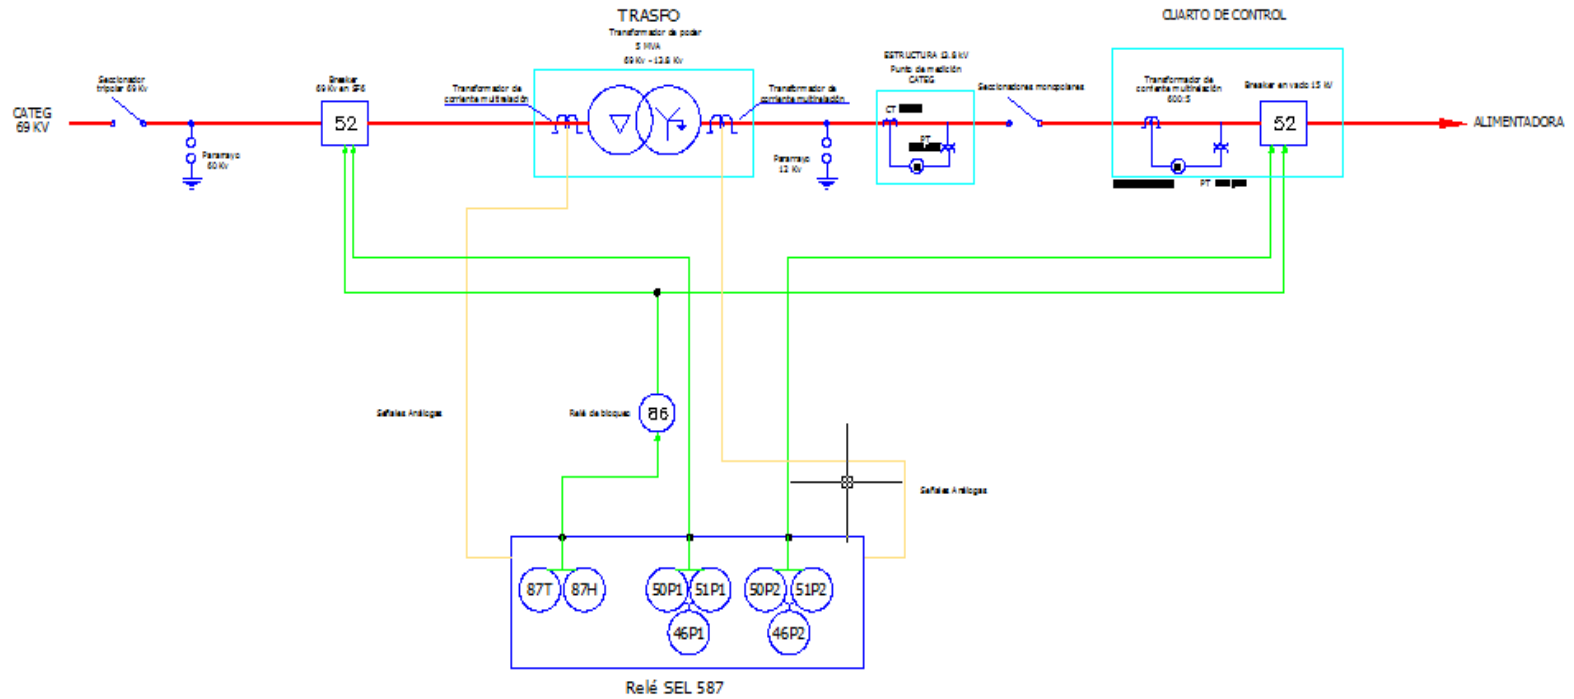 TRASFO
Transformador de poder
5 MVA
69 Kv - 13.8 Kv
CUARTO DE CONTROL
CATEG
69 KV
Seccionador
tripolar 69 Kv
Pararrayo
60 Kv
Breaker
69 Kv en SF6
52
Transformador de
corriente multirelación
Transformador de
corriente multirelación
Pararrayo
12 Kv
ESTRUCTURA 13.8 kV
Punto de medición
CATEG
CT
PT
Seccionadores monopolares
Transformador de
corriente multirelación
600:5
PT
Breaker en vacio 15 kV
52
ALIMENTADORA
Señales Análogas
Relé de bloqueo
86
Señales Análogas
87T
87H
50P1
51P1
46P1
50P2
51P2
46P2
Relé SEL 587